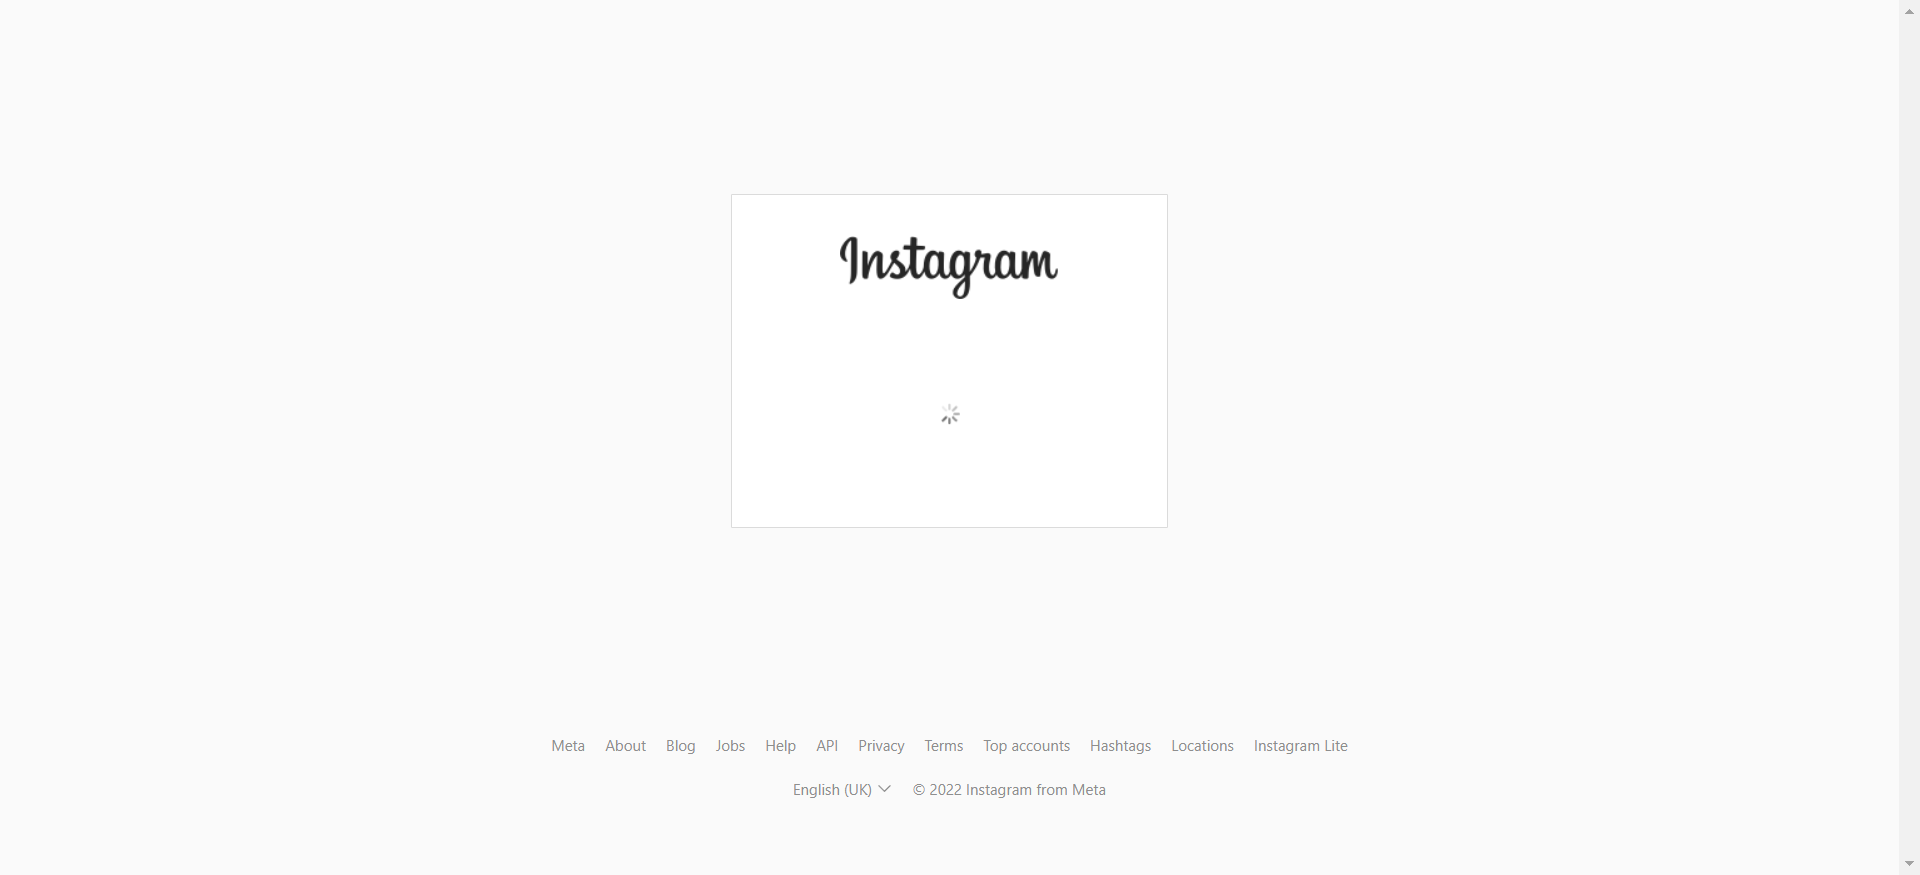 Instagram
Meta About Blog Jobs Help API Privacy Terms Top accounts Hashtags Locations Instagram Lite
English (UK) © 2022 Instagram from Meta